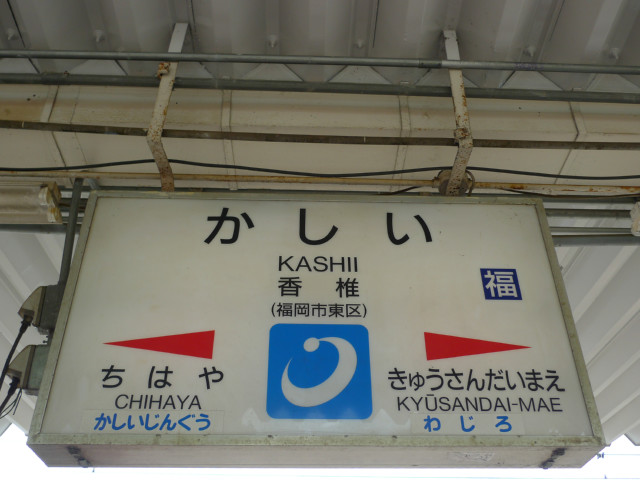 かしい
KASHII
香椎
福
(福岡市東区)
ちはや
CHIHAYA
かしいじんぐう
きゅうさんだいまえ
KYŪSANDAI-MAE
わじろ